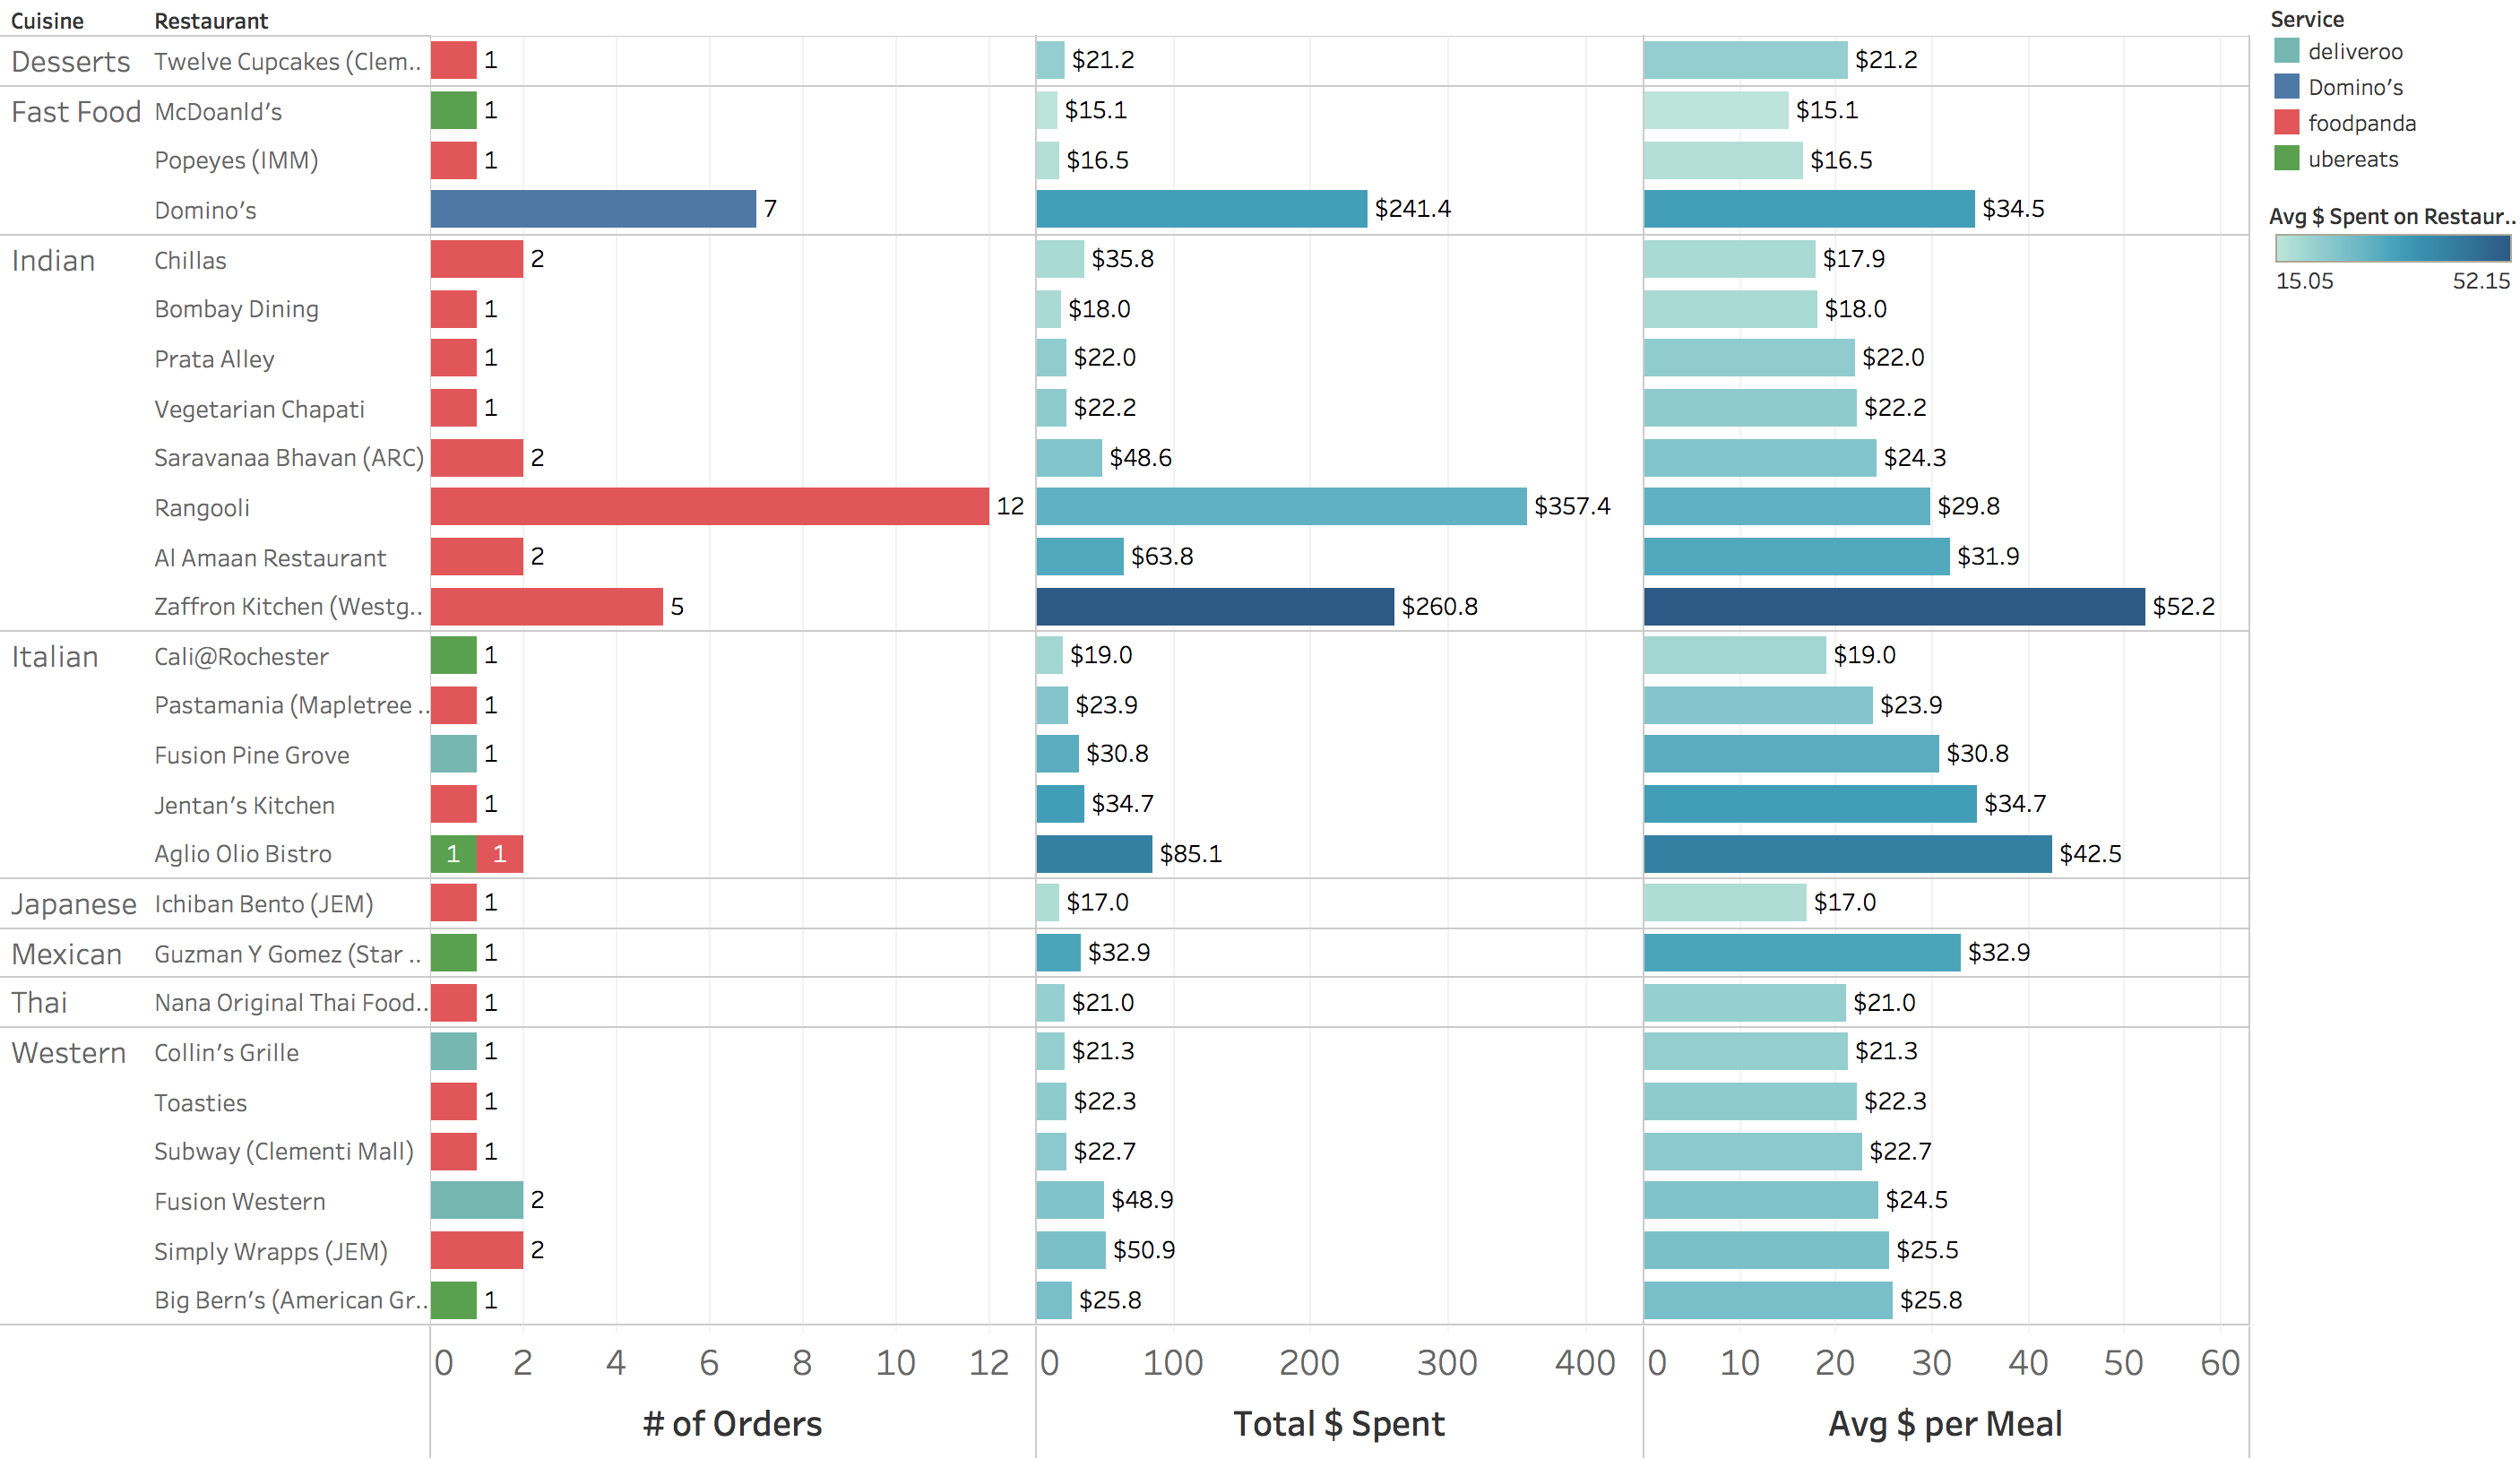 Cuisine Restaurant
Desserts Twelve Cupcakes (Clem.. 1 $21.2 $21.2
Fast Food McDoanld's 1 $15.1 $15.1
Popeyes (IMM) 1 $16.5 $16.5
Domino's 7 $241.4 $34.5
Indian Chillas 2 $35.8 $17.9
Bombay Dining 1 $18.0 $18.0
Prata Alley 1 $22.0 $22.0
Vegetarian Chapati 1 $22.2 $22.2
Saravanaa Bhavan (ARC) 2 $48.6 $24.3
Rangooli 12 $357.4 $29.8
Al Amaan Restaurant 2 $63.8 $31.9
Zaffron Kitchen (Westg.. 5 $260.8 $52.2
Italian Cali@Rochester 1 $19.0 $19.0
Pastamania (Mapletree .. 1 $23.9 $23.9
Fusion Pine Grove 1 $30.8 $30.8
Jentan's Kitchen 1 $34.7 $34.7
Aglio Olio Bistro 1 1 $85.1 $42.5
Japanese Ichiban Bento (JEM) 1 $17.0 $17.0
Mexican Guzman Y Gomez (Star .. 1 $32.9 $32.9
Thai Nana Original Thai Food.. 1 $21.0 $21.0
Western Collin's Grille 1 $21.3 $21.3
Toasties 1 $22.3 $22.3
Subway (Clementi Mall) 1 $22.7 $22.7
Fusion Western 2 $48.9 $24.5
Simply Wrapps (JEM) 2 $50.9 $25.5
Big Bern's (American Gr.. 1 $25.8 $25.8
0 2 4 6 8 10 12 0 100 200 300 400 0 10 20 30 40 50 60
# of Orders Total $ Spent Avg $ per Meal
Service
deliveroo
Domino's
foodpanda
ubereats
Avg $ Spent on Restaur..
15.05 52.15